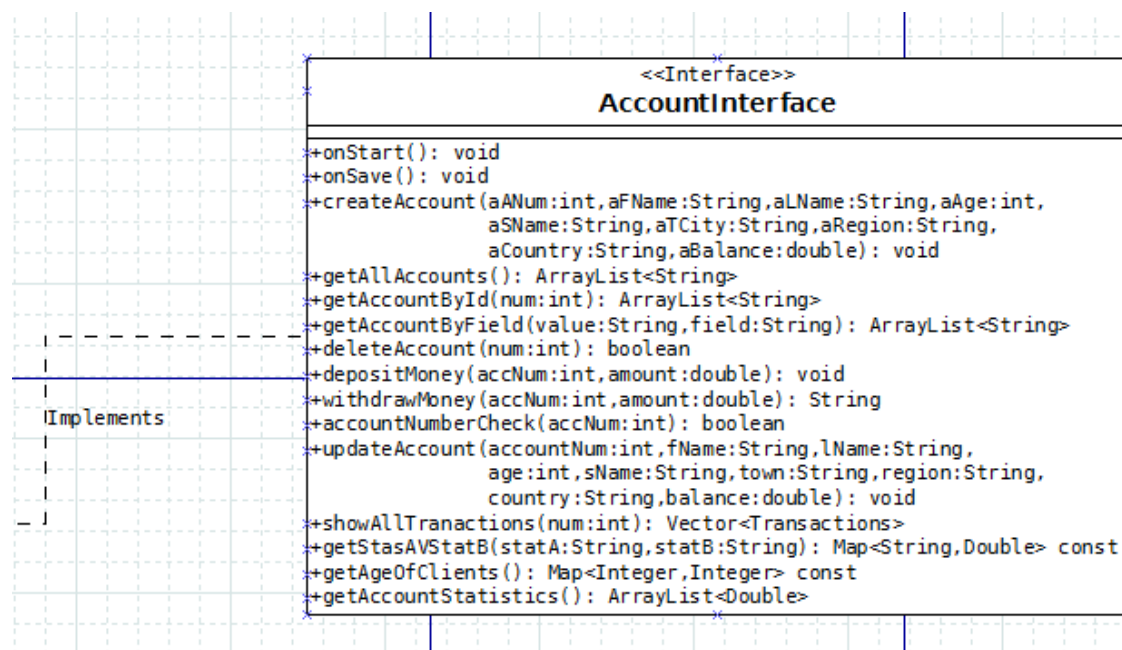 <<Interface>>
AccountInterface
+onStart(): void
+onSave(): void
+createAccount(aANum:int,aFName:String,aLName:String,aAge:int,
aSName:String,aTCity:String,aRegion:String,
aCountry:String,aBalance:double): void
+getAllAccounts(): ArrayList<String>
+getAccountById(num:int): ArrayList<String>
+getAccountByField(value:String,field:String): ArrayList<String>
+deleteAccount(num:int): boolean
+depositMoney(accNum:int,amount:double): void
+withdrawMoney(accNum:int,amount:double): String
Implements
+accountNumberCheck(accNum:int): boolean
+updateAccount(accountNum:int,fName:String,lName:String,
age:int,sName:String,town:String,region:String,
country:String,balance:double): void
+showAllTranactions(num:int): Vector<Transactions>
+getStasAVStatB(statA:String,statB:String): Map<String,Double> const
+getAgeOfClients(): Map<Integer,Integer> const
+getAccountStatistics(): ArrayList<Double>